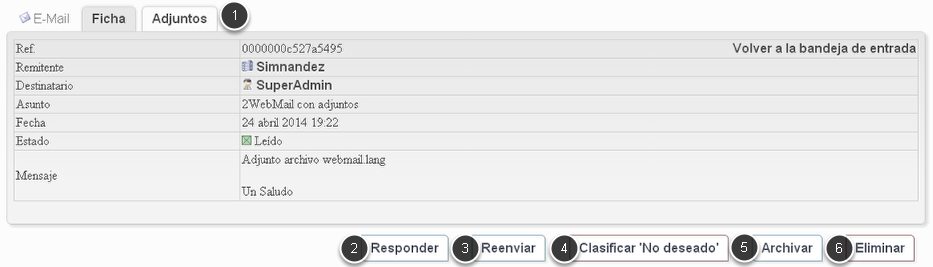 E-Mail Ficha Adjuntos 1
Ref. 0000000c527a5495 Volver a la bandeja de entrada
Remitente Simnandez
Destinatario SuperAdmin
Asunto 2WebMail con adjuntos
Fecha 24 abril 2014 19:22
Estado Leído
Mensaje Adjunto archivo webmail.lang
Un Saludo
2 Responder 3 Reenviar 4 Clasificar 'No deseado' 5 Archivar 6 Eliminar